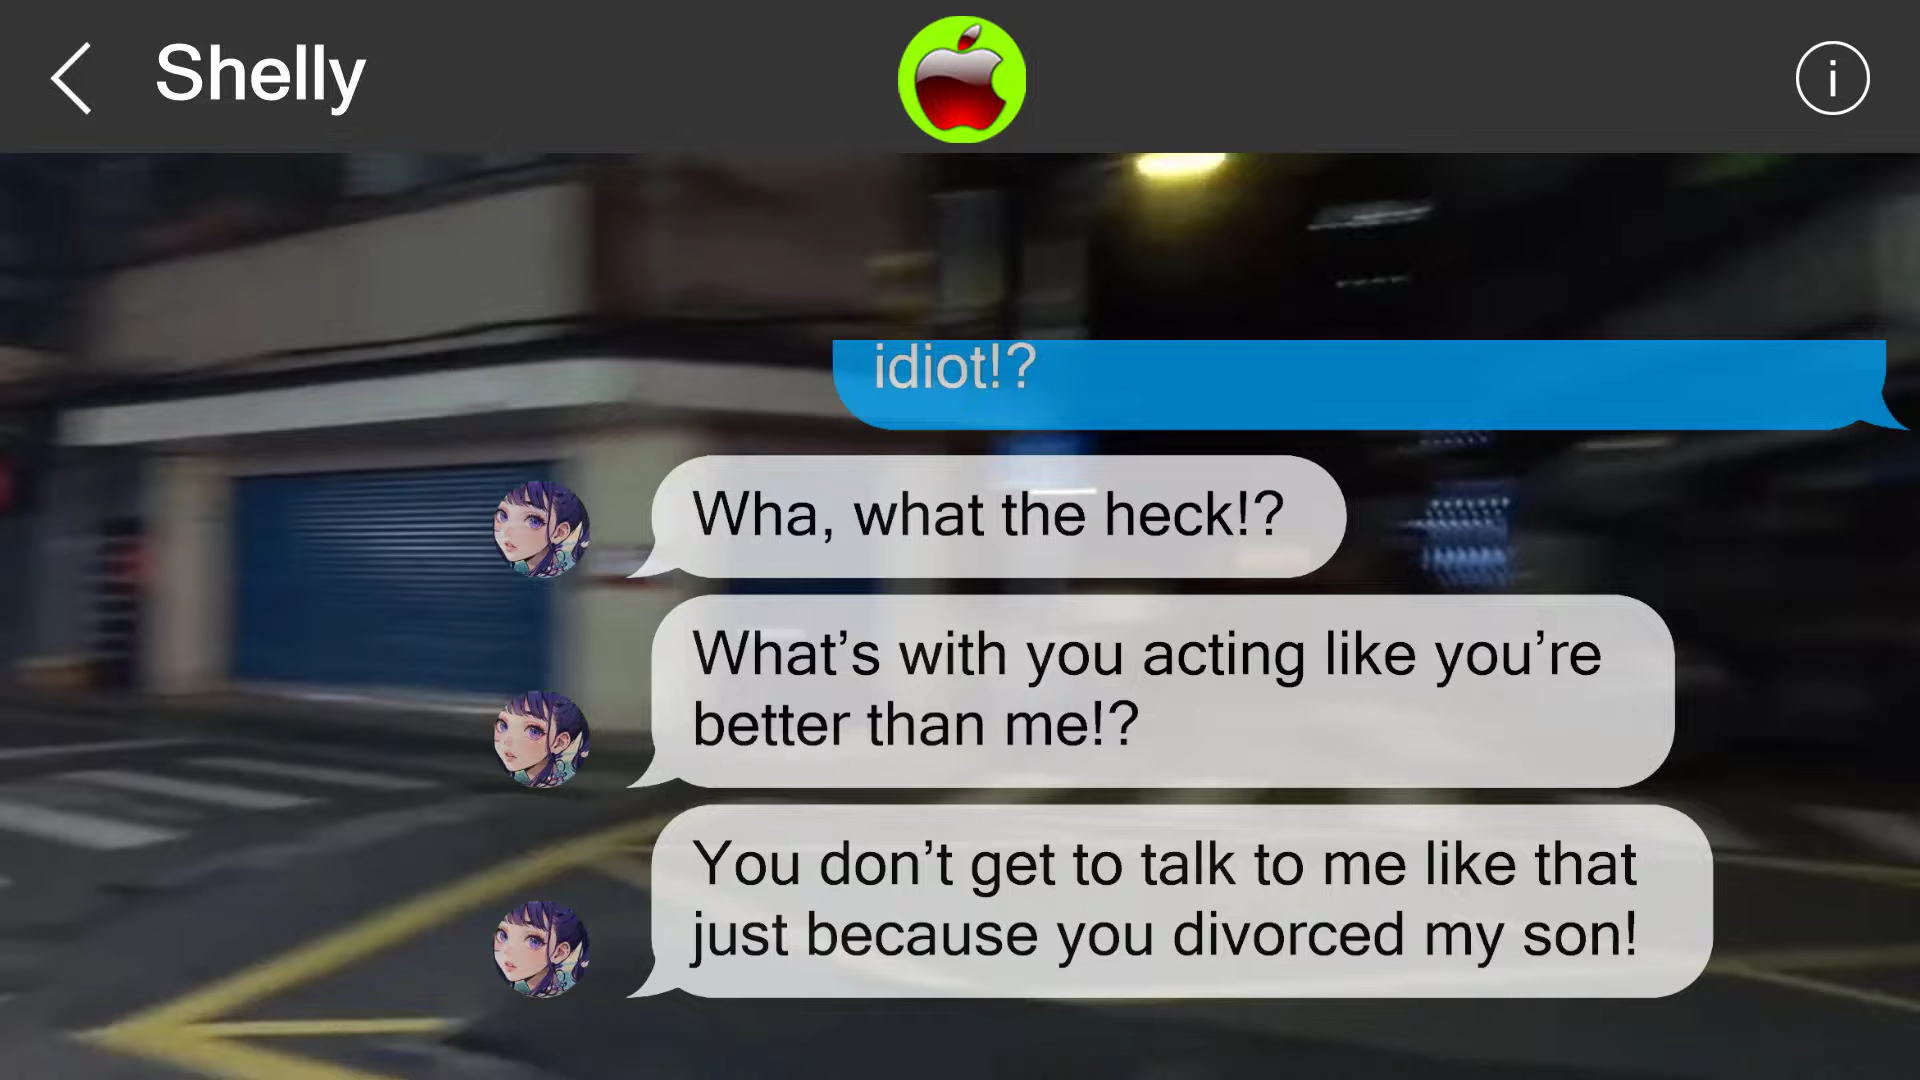 Shelly
i
idiot!?
Wha, what the heck!?
What's with you acting like you're
better than me!?
You don't get to talk to me like that
just because you divorced my son!